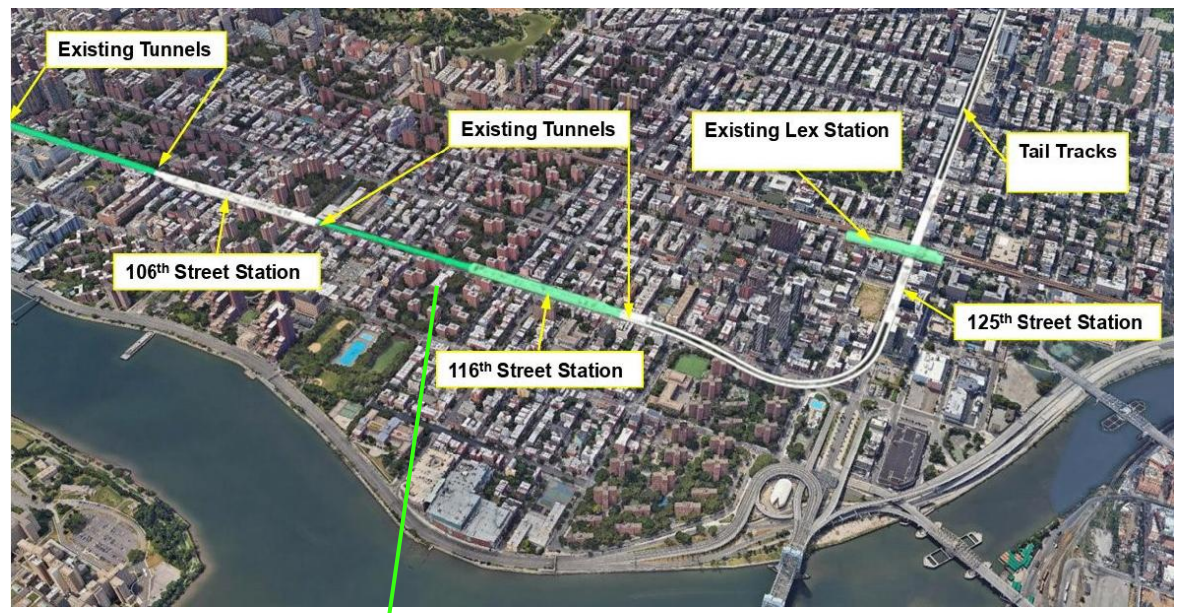 Existing Tunnels
Existing Tunnels
Existing Lex Station
Tail Tracks
106th Street Station
125th Street Station
116th Street Station